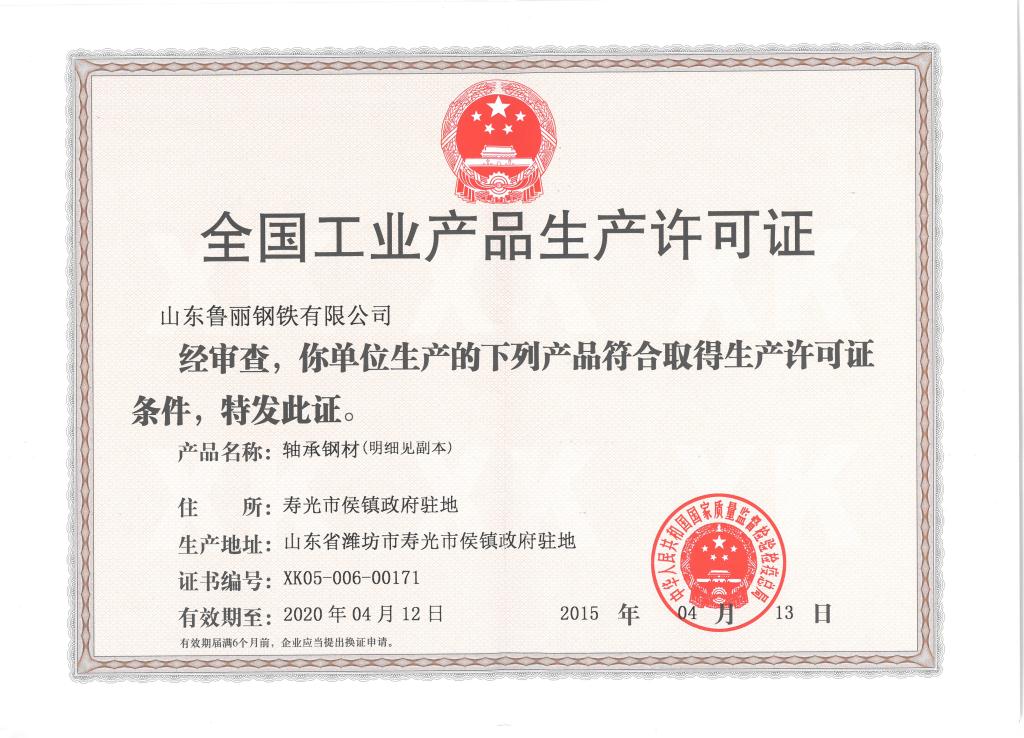 全国工业产品生产许可证
山东鲁丽钢铁有限公司
经审查，你单位生产的下列产品符合取得生产许可证
条件，特发此证。
产品名称：轴承钢材(明细见副本)
住 所：寿光市侯镇政府驻地
生产地址：山东省潍坊市寿光市侯镇政府驻地
证书编号：XK05-006-00171
有效期至：2020 年 04 月 12 日
2015 年 04 月 13 日
有效期届满6个月前，企业应当提出换证申请。
中华人民共和国国家质量监督检验检疫总局